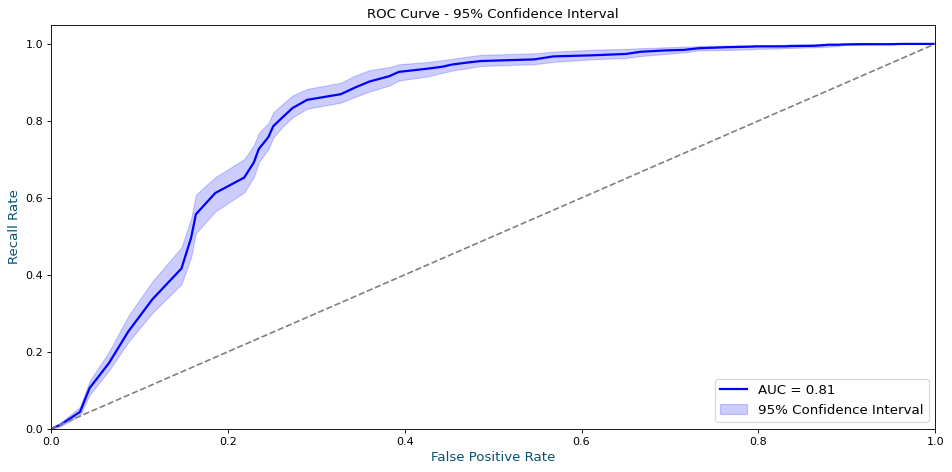 ROC Curve - 95% Confidence Interval
1.0
0.8
0.6
0.4
0.2
0.0
Recall Rate
AUC = 0.81
95% Confidence Interval
0.0 0.2 0.4 0.6 0.8 1.0
False Positive Rate